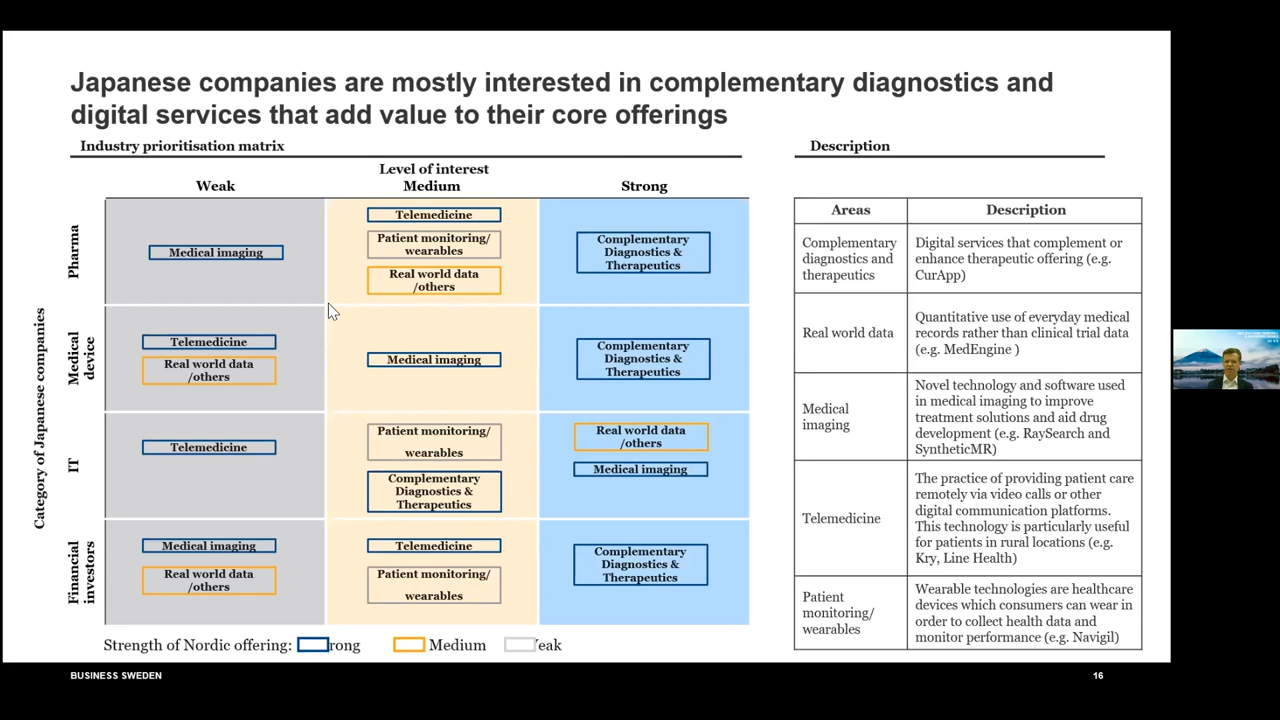 Japanese companies are mostly interested in complementary diagnostics and
digital services that add value to their core offerings
Industry prioritisation matrix
Level of interest
Weak
Medium
Strong
Category of Japanese companies
Pharma
Medical imaging
Telemedicine
Patient monitoring/
wearables
Real world data
/others
Complementary
Diagnostics &
Therapeutics
Medical
device
Telemedicine
Real world data
/others
Medical imaging
Complementary
Diagnostics &
Therapeutics
IT
Telemedicine
Patient monitoring/
wearables
Complementary
Diagnostics &
Therapeutics
Real world data
/others
Medical imaging
Financial
investors
Medical imaging
Real world data
/others
Telemedicine
Patient monitoring/
wearables
Complementary
Diagnostics &
Therapeutics
Strength of Nordic offering: rong Medium eak
Description
Areas
Description
Complementary
diagnostics and
therapeutics
Digital services that complement or
enhance therapeutic offering (e.g.
CurApp)
Real world data
Quantitative use of everyday medical
records rather than clinical trial data
(e.g. MedEngine )
Medical
imaging
Novel technology and software used
in medical imaging to improve
treatment solutions and aid drug
development (e.g. RaySearch and
SyntheticMR)
Telemedicine
The practice of providing patient care
remotely via video calls or other
digital communication platforms.
This technology is particularly useful
for patients in rural locations (e.g.
Kry, Line Health)
Patient
monitoring/
wearables
Wearable technologies are healthcare
devices which consumers can wear in
order to collect health data and
monitor performance (e.g. Navigil)
BUSINESS SWEDEN
16